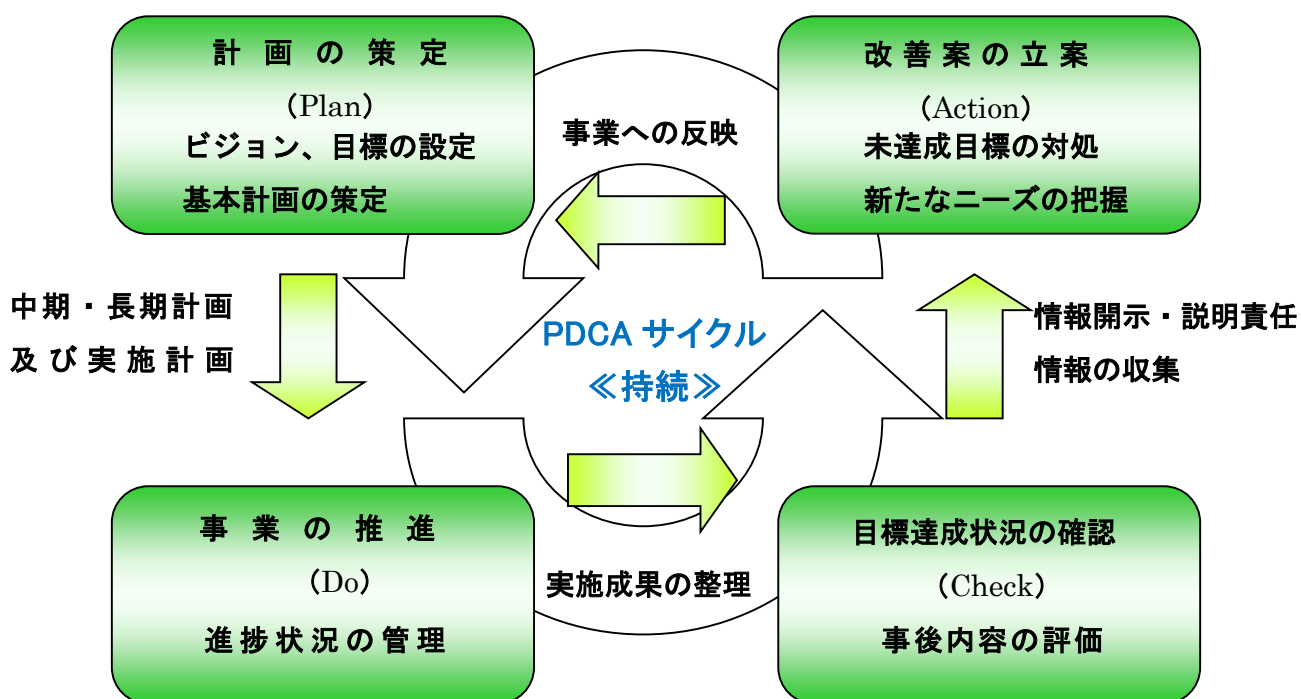 計画の策定
（Plan）
ビジョン、目標の設定
基本計画の策定
事業への反映
改善案の立案
（Action）
未達成目標の対処
新たなニーズの把握
中期・長期計画
及び実施計画
PDCA サイクル
≪持続≫
情報開示・説明責任
情報の収集
事業の推進
（Do）
進捗状況の管理
実施成果の整理
目標達成状況の確認
（Check）
事後内容の評価